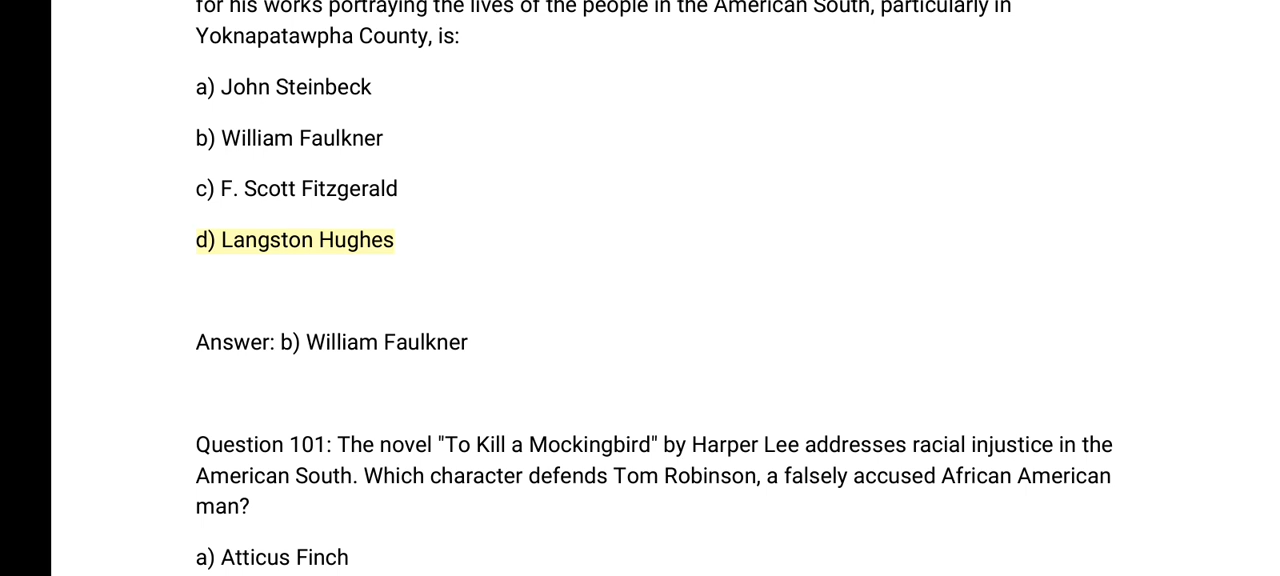 for his works portraying the lives of the people in the American South, particularly in
Yoknapatawpha County, is:
a) John Steinbeck
b) William Faulkner
c) F. Scott Fitzgerald
d) Langston Hughes
Answer: b) William Faulkner
Question 101: The novel "To Kill a Mockingbird" by Harper Lee addresses racial injustice in the
American South. Which character defends Tom Robinson, a falsely accused African American
man?
a) Atticus Finch